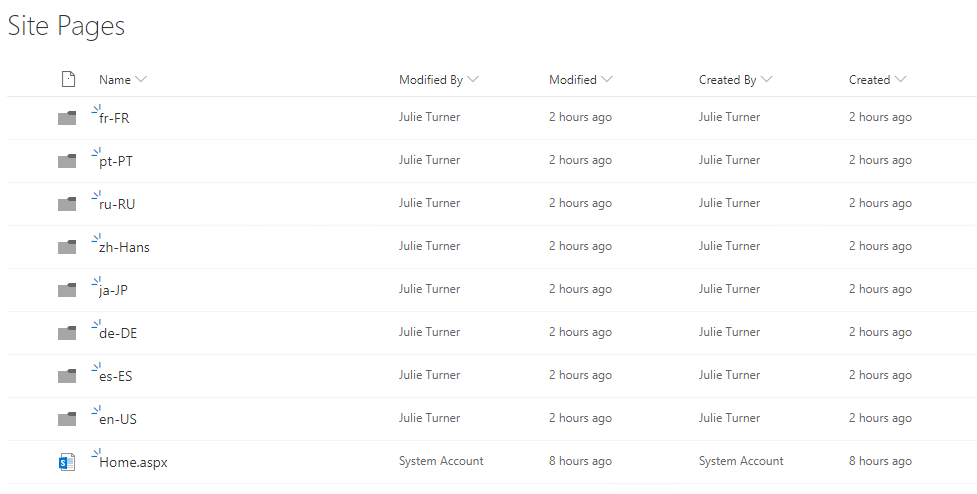 Site Pages
Name Modified By Modified Created By Created
fr-FR Julie Turner 2 hours ago Julie Turner 2 hours ago
pt-PT Julie Turner 2 hours ago Julie Turner 2 hours ago
ru-RU Julie Turner 2 hours ago Julie Turner 2 hours ago
zh-Hans Julie Turner 2 hours ago Julie Turner 2 hours ago
ja-JP Julie Turner 2 hours ago Julie Turner 2 hours ago
de-DE Julie Turner 2 hours ago Julie Turner 2 hours ago
es-ES Julie Turner 2 hours ago Julie Turner 2 hours ago
en-US Julie Turner 2 hours ago Julie Turner 2 hours ago
Home.aspx System Account 8 hours ago System Account 8 hours ago